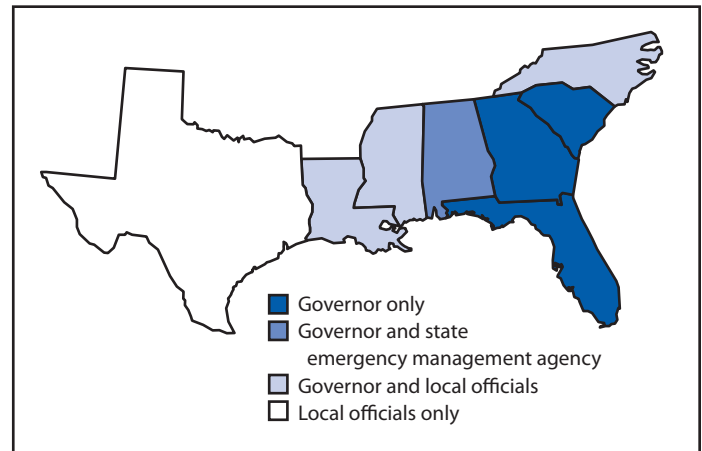 Governor only
Governor and state
emergency management agency
Governor and local officials
Local officials only